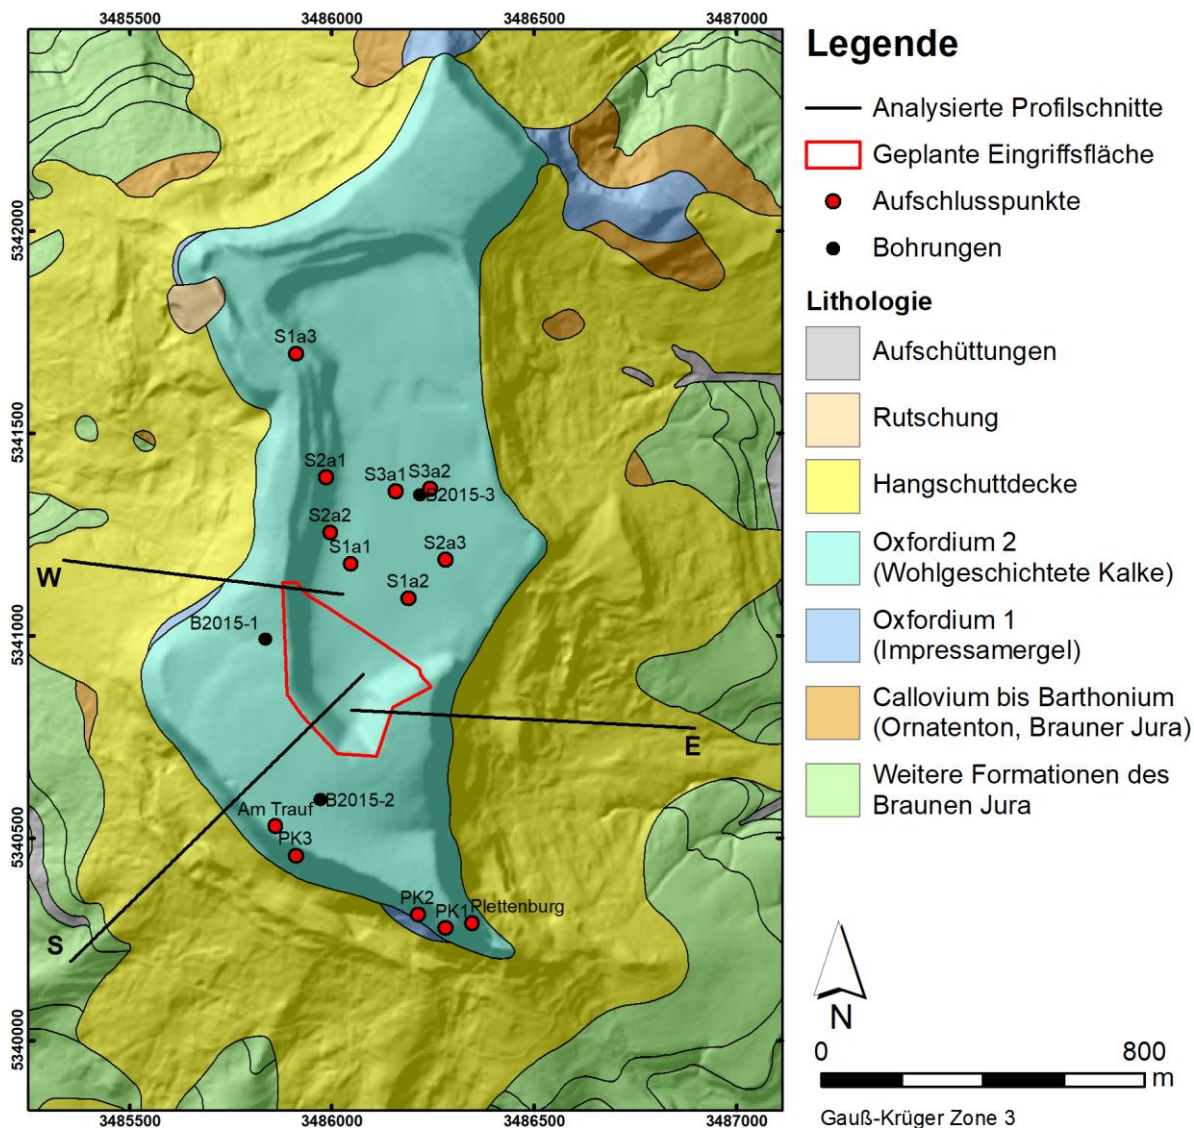 3485500 3486000 3486500 3487000
5342000
5341500
5341000
5340500
5340000
S1a3
S2a1
S3a1
S3a2
B2015-3
S2a2
S1a1
S2a3
S1a2
W
B2015-1
E
B2015-2
Am Trauf
PK3
PK2
PK1
Plettenburg
S
3485500 3486000 3486500 3487000
Legende
Analysierte Profilschnitte
Geplante Eingriffsfläche
Aufschlusspunkte
Bohrungen
Lithologie
Aufschüttungen
Rutschung
Hangschuttdecke
Oxfordium 2
(Wohlgeschichtete Kalke)
Oxfordium 1
(Impressamergel)
Callovium bis Barthonium
(Ornatenton, Brauner Jura)
Weitere Formationen des
Braunen Jura
N
0 800
m
Gauß-Krüger Zone 3